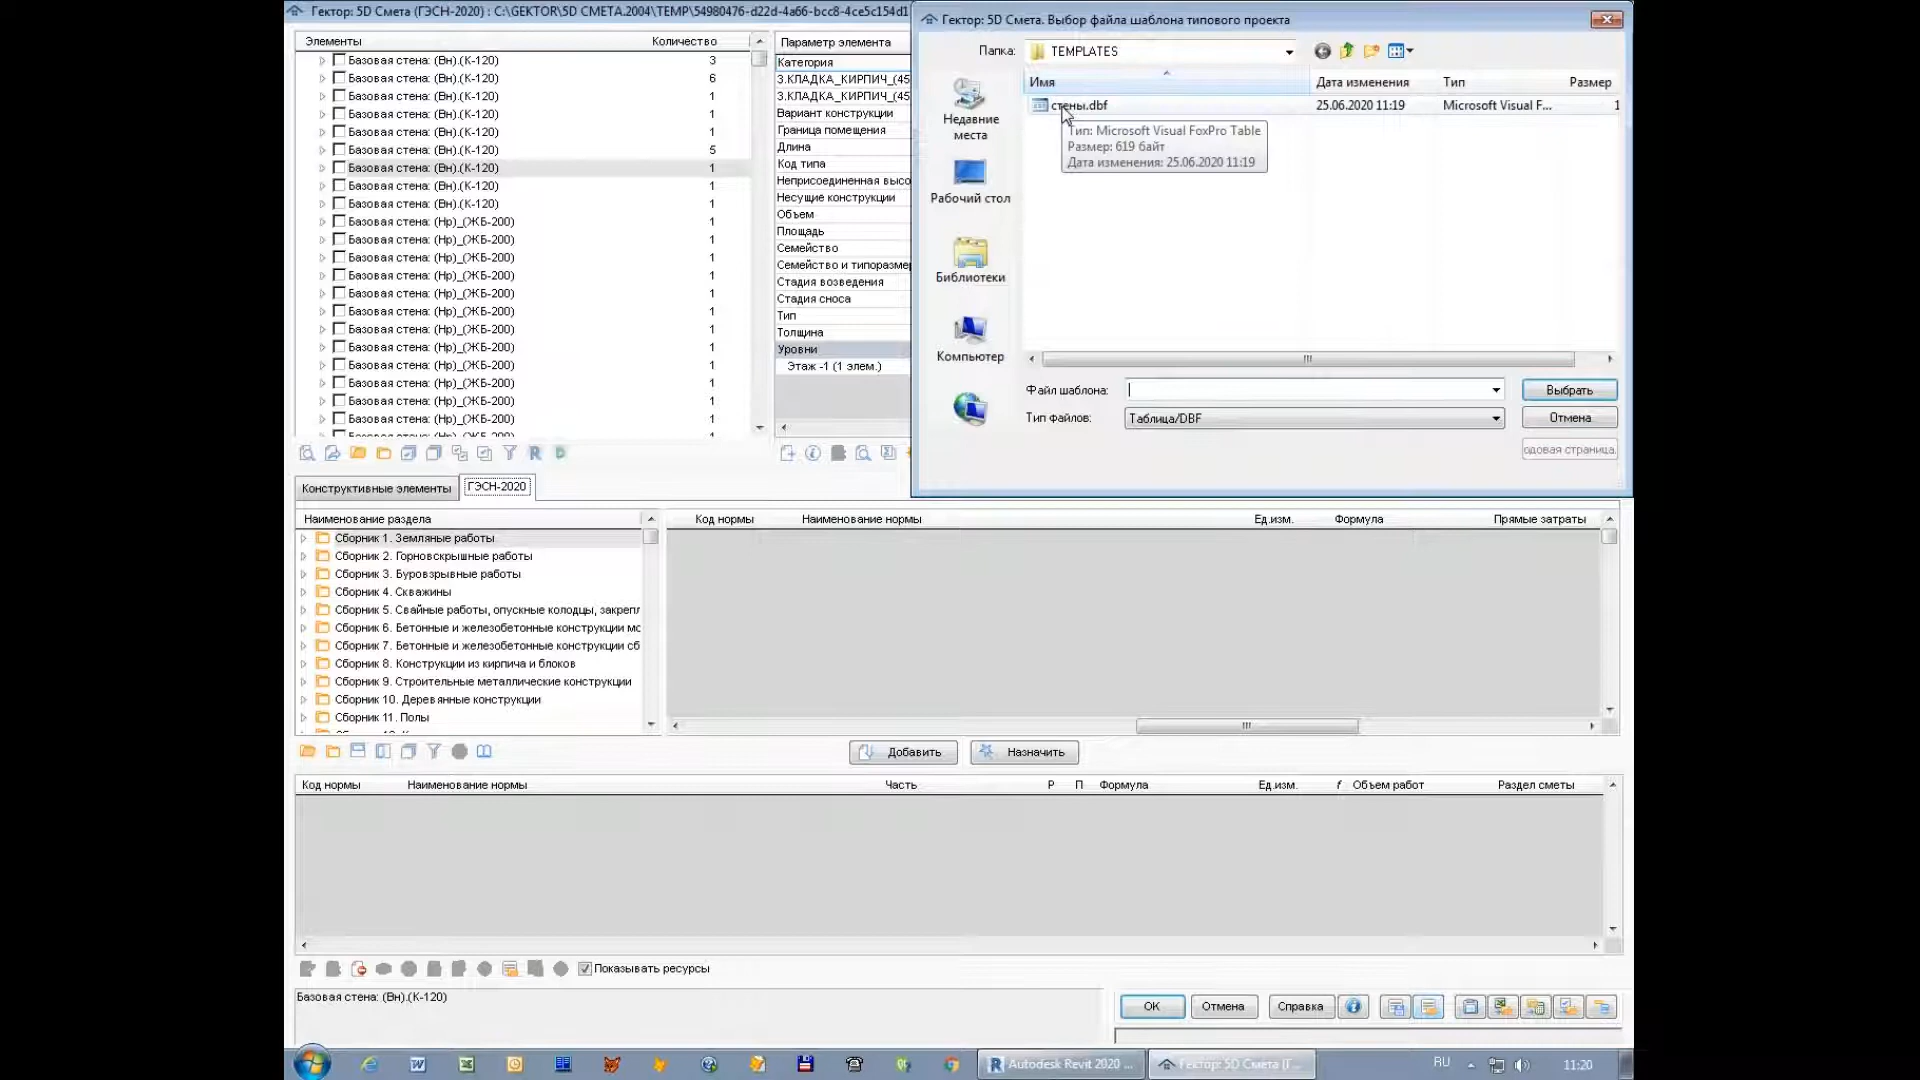 Гектор: 5D Смета (ГЭСН-2020) : C:\GEKTOR\5D СМЕТА.2004\TEMP\54980476-d22d-4a66-bcc8-4ce5c154d1
Элементы Количество
Базовая стена: (Вн).(К-120) 3
Базовая стена: (Вн).(К-120) 6
Базовая стена: (Вн).(К-120) 1
Базовая стена: (Вн).(К-120) 1
Базовая стена: (Вн).(К-120) 1
Базовая стена: (Вн).(К-120) 5
Базовая стена: (Вн).(К-120) 1
Базовая стена: (Вн).(К-120) 1
Базовая стена: (Вн).(К-120) 1
Базовая стена: (Нр)_(ЖБ-200) 1
Базовая стена: (Нр)_(ЖБ-200) 1
Базовая стена: (Нр)_(ЖБ-200) 1
Базовая стена: (Нр)_(ЖБ-200) 1
Базовая стена: (Нр)_(ЖБ-200) 1
Базовая стена: (Нр)_(ЖБ-200) 1
Базовая стена: (Нр)_(ЖБ-200) 1
Базовая стена: (Нр)_(ЖБ-200) 1
Базовая стена: (Нр)_(ЖБ-200) 1
Базовая стена: (Нр)_(ЖБ-200) 1
Базовая стена: (Нр)_(ЖБ-200) 1
Базовая стена: (Нр)_(ЖБ-200) 1
Параметр элемента
Категория
3.КЛАДКА_КИРПИЧ_(45
3.КЛАДКА_КИРПИЧ_(45
Вариант конструкции
Граница помещения
Длина
Код типа
Неприсоединенная высо
Несущие конструкции
Объем
Площадь
Семейство
Семейство и типоразме
Стадия возведения
Стадия сноса
Тип
Толщина
Уровни
Этаж -1 (1 элем.)
Гектор: 5D Смета. Выбор файла шаблона типового проекта
Папка: TEMPLATES
Имя Дата изменения Тип Размер
стены.dbf 25.06.2020 11:19 Microsoft Visual F... 1
Тип: Microsoft Visual FoxPro Table
Размер: 619 байт
Дата изменения: 25.06.2020 11:19
Недавние
места
Рабочий стол
Библиотеки
Компьютер
Файл шаблона: Выбрать
Тип файлов: Таблица/DBF Отмена
одовая страница.
R D
Конструктивные элементы ГЭСН-2020
Наименование раздела
Сборник 1. Земляные работы
Сборник 2. Горновскрышные работы
Сборник 3. Буровзрывные работы
Сборник 4. Скважины
Сборник 5. Свайные работы, опускные колодцы, закрепл
Сборник 6. Бетонные и железобетонные конструкции мо
Сборник 7. Бетонные и железобетонные конструкции сб
Сборник 8. Конструкции из кирпича и блоков
Сборник 9. Строительные металлические конструкции
Сборник 10. Деревянные конструкции
Сборник 11. Полы
Код нормы Наименование нормы Ед.изм. Формула Прямые затраты
Добавить Назначить
Код нормы Наименование нормы Часть Р П Формула Ед.изм. f Объем работ Раздел сметы
Показывать ресурсы
Базовая стена: (Вн).(К-120)
OK Отмена Справка
Autodesk Revit 2020 ... Гектор: 5D Смета (Г... RU 11:20